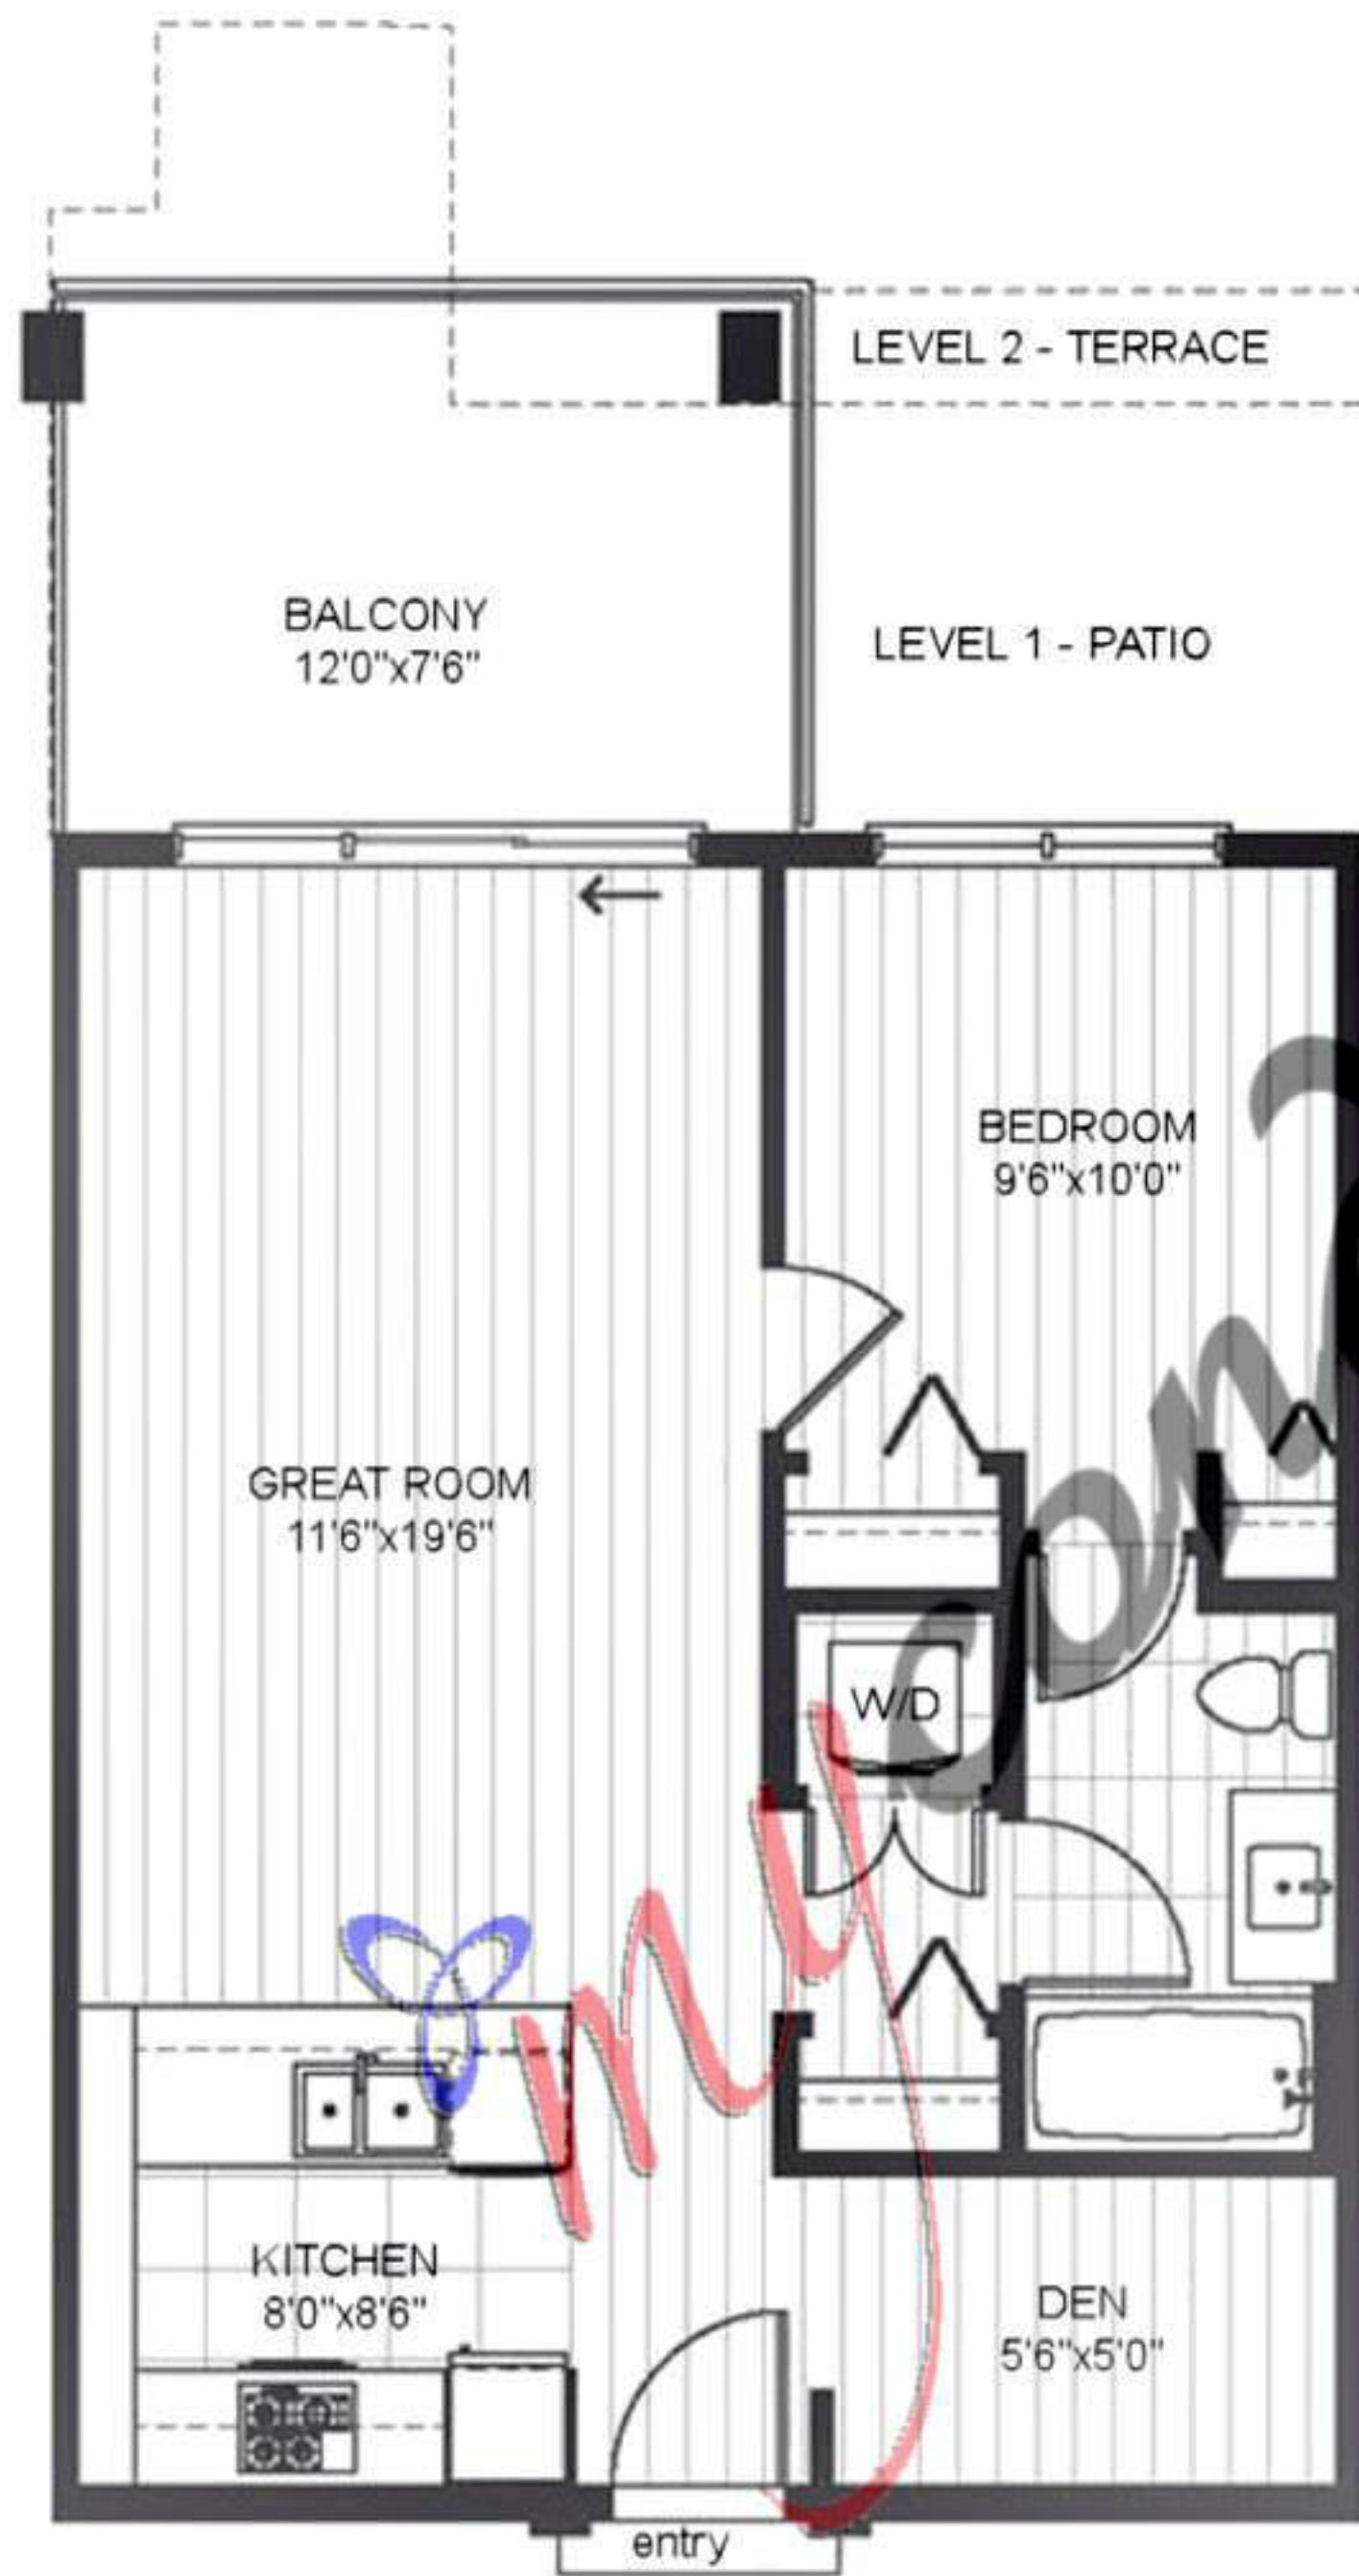 LEVEL 2 - TERRACE
BALCONY
12'0"x7'6"
LEVEL 1 - PATIO
BEDROOM
9'6"x10'0"
GREAT ROOM
11'6"x19'6"
W/D
my
KITCHEN
8'0"x8'6"
DEN
5'6"x5'0"
entry